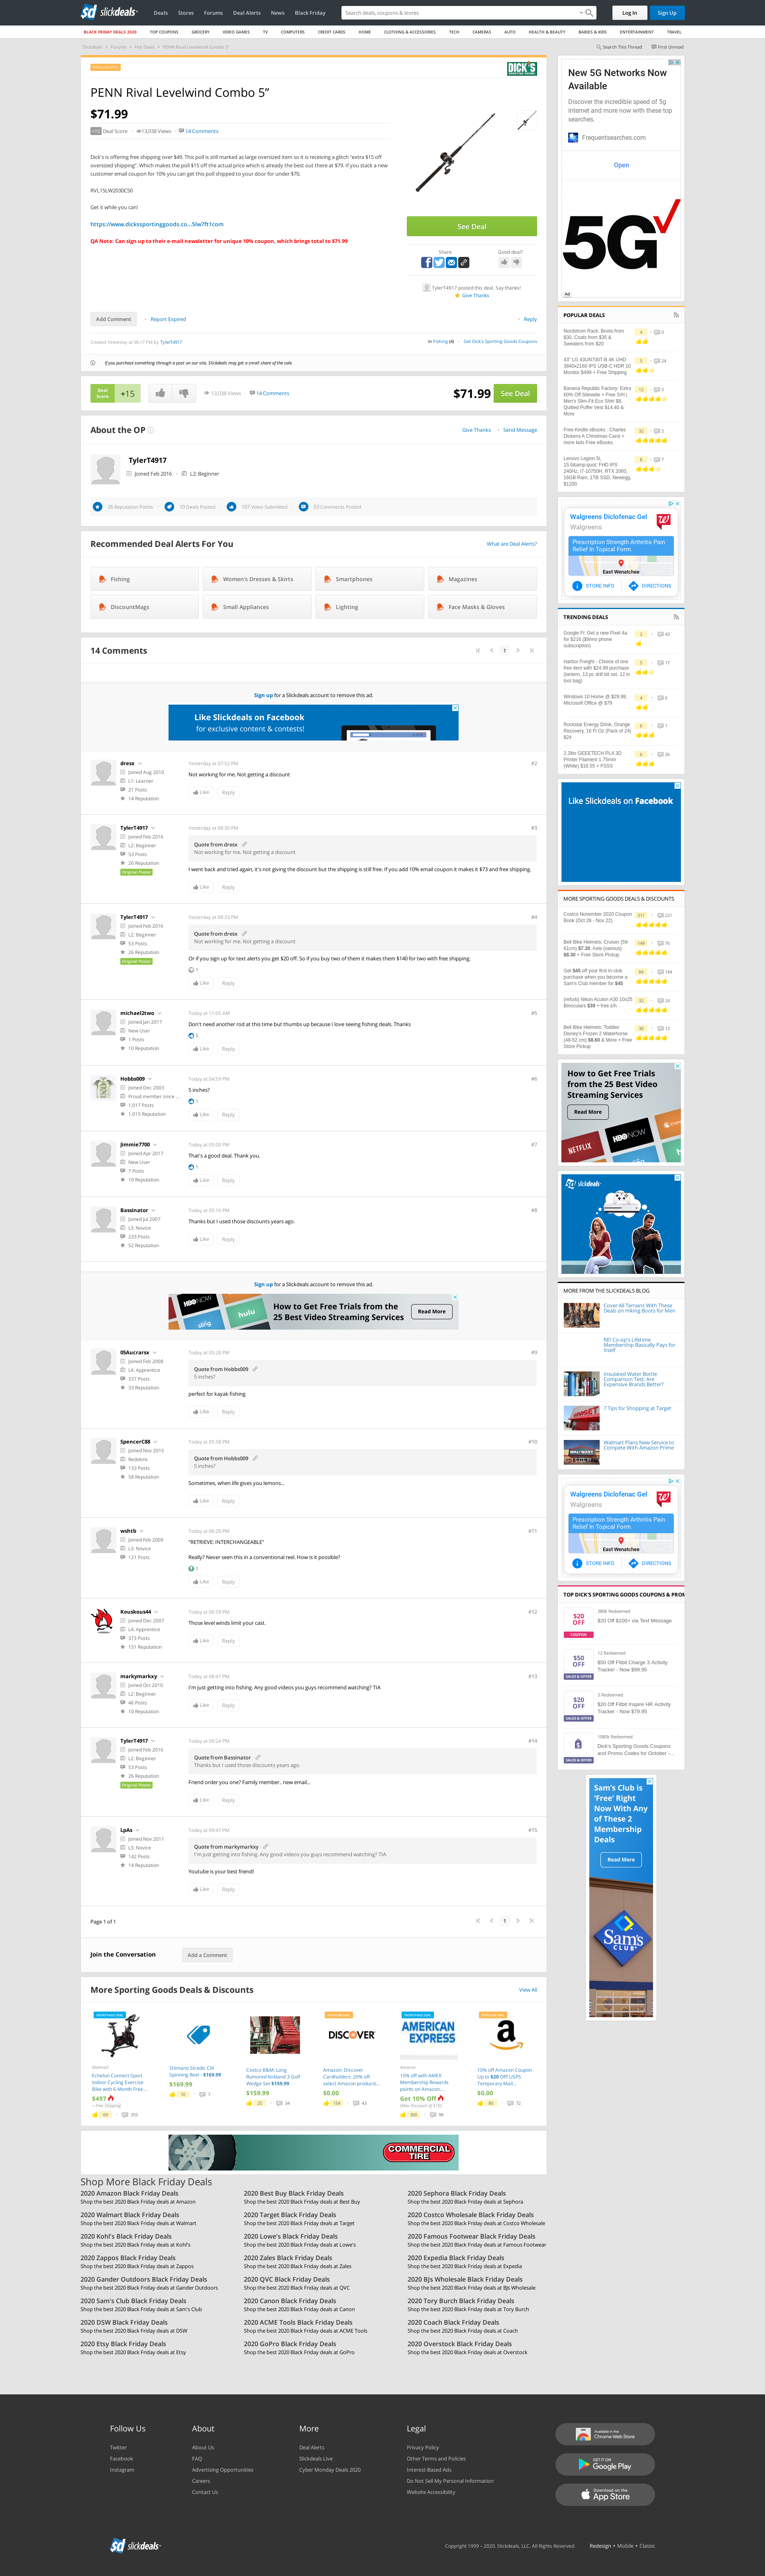 slickdeals
Deals Stores Forums Deal Alerts News Black Friday
Search deals, coupons & stores
Log In Sign Up
BLACK FRIDAY DEALS 2020 TOP COUPONS GROCERY VIDEO GAMES TV COMPUTERS CREDIT CARDS HOME CLOTHING & ACCESSORIES TECH CAMERAS AUTO HEALTH & BEAUTY BABIES & KIDS ENTERTAINMENT TRAVEL
Slickdeals › Forums › Hot Deals › PENN Rival Levelwind Combo 5"
Search This Thread First Unread
DICK'S
PENN Rival Levelwind Combo 5”
$71.99
+15 Deal Score 13,038 Views 14 Comments
Dick's is offering free shipping over $49. This pole is still marked as large oversized item so it is receiving a glitch "extra $15 off
oversized shipping". Which makes the pole $15 off the actual price which is already the best out there at $79. If you stack a new
customer email coupon for 10% you can get this poll shipped to your door for under $70.
RVL15LW2030C50
Get it while you can!
https://www.dickssportinggoods.co...5lw7ft1com
QA Note: Can sign up to their e-mail newsletter for unique 10% coupon, which brings total to $71.99
See Deal
Share Good deal?
TylerT4917 posted this deal. Say thanks!
Give Thanks
Add Comment Report Expired Reply
Created Yesterday at 06:17 PM by TylerT4917
in Fishing (4) Get Dick's Sporting Goods Coupons
If you purchase something through a post on our site, Slickdeals may get a small share of the sale.
Deal Score +15 13,038 Views 14 Comments $71.99 See Deal
About the OP
Give Thanks Send Message
TylerT4917
Joined Feb 2016 L2: Beginner
26 Reputation Points 10 Deals Posted 107 Votes Submitted 53 Comments Posted
Recommended Deal Alerts For You
What are Deal Alerts?
Fishing Women's Dresses & Skirts Smartphones Magazines
DiscountMags Small Appliances Lighting Face Masks & Gloves
14 Comments
1
Sign up for a Slickdeals account to remove this ad.
Like Slickdeals on Facebook
for exclusive content & contests!
dresx
Joined Aug 2010
L1: Learner
21 Posts
14 Reputation
Yesterday at 07:52 PM #2
Not working for me. Not getting a discount
Like Reply
TylerT4917
Joined Feb 2016
L2: Beginner
53 Posts
26 Reputation
Original Poster
Yesterday at 08:30 PM #3
Quote from dresx
Not working for me. Not getting a discount
I went back and tried again, it's not giving the discount but the shipping is still free. If you add 10% email coupon it makes it $73 and free shipping.
Like Reply
TylerT4917
Joined Feb 2016
L2: Beginner
53 Posts
26 Reputation
Original Poster
Yesterday at 08:33 PM #4
Quote from dresx
Not working for me. Not getting a discount
Or if you sign up for text alerts you get $20 off. So if you buy two of them it makes them $140 for two with free shipping.
1
Like Reply
michael2two
Joined Jan 2017
New User
1 Posts
10 Reputation
Today at 11:05 AM #5
Don't need another rod at this time but thumbs up because I love seeing fishing deals. Thanks
5
Like Reply
Hobbs009
Joined Dec 2003
Proud member since ...
1,017 Posts
1,015 Reputation
Today at 04:59 PM #6
5 inches?
1
Like Reply
Jimmie7700
Joined Apr 2017
New User
7 Posts
10 Reputation
Today at 05:00 PM #7
That's a good deal. Thank you.
1
Like Reply
Bassinator
Joined Jul 2007
L3: Novice
233 Posts
52 Reputation
Today at 05:16 PM #8
Thanks but I used those discounts years ago.
Like Reply
Sign up for a Slickdeals account to remove this ad.
HBO NOW hulu
How to Get Free Trials from the
25 Best Video Streaming Services
Read More
05Aucrarsx
Joined Feb 2008
L4: Apprentice
337 Posts
33 Reputation
Today at 05:28 PM #9
Quote from Hobbs009
5 inches?
perfect for kayak fishing
Like Reply
SpencerC88
Joined Nov 2015
Redshirts
133 Posts
58 Reputation
Today at 05:58 PM #10
Quote from Hobbs009
5 inches?
Sometimes, when life gives you lemons...
Like Reply
wshtb
Joined Feb 2009
L3: Novice
121 Posts
Today at 06:20 PM #11
"RETRIEVE: INTERCHANGEABLE"
Really? Never seen this in a conventional reel. How is it possible?
1
Like Reply
Kouskous44
Joined Dec 2007
L4: Apprentice
373 Posts
151 Reputation
Today at 06:59 PM #12
Those level winds limit your cast.
Like Reply
markymarkxy
Joined Oct 2010
L2: Beginner
46 Posts
10 Reputation
Today at 08:47 PM #13
I'm just getting into fishing. Any good videos you guys recommend watching? TIA
Like Reply
TylerT4917
Joined Feb 2016
L2: Beginner
53 Posts
26 Reputation
Original Poster
Today at 09:24 PM #14
Quote from Bassinator
Thanks but I used those discounts years ago.
Friend order you one? Family member.. new email...
Like Reply
LpAs
Joined Nov 2011
L3: Novice
142 Posts
14 Reputation
Today at 09:47 PM #15
Quote from markymarkxy
I'm just getting into fishing. Any good videos you guys recommend watching? TIA
Youtube is your best friend!
Like Reply
Page 1 of 1
1
Join the Conversation Add a Comment
More Sporting Goods Deals & Discounts
View All
Walmart
Echelon Connect Sport
Indoor Cycling Exercise
Bike with 6-Month Free...
$497
+ Free Shipping
Shimano Stradic CI4
Spinning Reel - $169.99
$169.99
10 7
Costco B&M: Long
Rumored Kirkland 3 Golf
Wedge Set $159.99
$159.99
25 34
DISCOVER
Amazon: Discover
Cardholders: 20% off
select Amazon products...
$0.00
154 43
AMERICAN EXPRESS
Amazon
10% off with AMEX
Membership Rewards
points on Amazon...
Get 10% Off
10% off Amazon Coupon
Up to $20 Off! USPS
Temporary Mail...
$0.00
80 72
COMMERCIAL TIRE
Shop More Black Friday Deals
2020 Amazon Black Friday Deals
Shop the best 2020 Black Friday deals at Amazon
2020 Best Buy Black Friday Deals
Shop the best 2020 Black Friday deals at Best Buy
2020 Sephora Black Friday Deals
Shop the best 2020 Black Friday deals at Sephora
2020 Walmart Black Friday Deals
Shop the best 2020 Black Friday deals at Walmart
2020 Target Black Friday Deals
Shop the best 2020 Black Friday deals at Target
2020 Costco Wholesale Black Friday Deals
Shop the best 2020 Black Friday deals at Costco Wholesale
2020 Kohl's Black Friday Deals
Shop the best 2020 Black Friday deals at Kohl's
2020 Lowe's Black Friday Deals
Shop the best 2020 Black Friday deals at Lowe's
2020 Famous Footwear Black Friday Deals
Shop the best 2020 Black Friday deals at Famous Footwear
2020 Zappos Black Friday Deals
Shop the best 2020 Black Friday deals at Zappos
2020 Zales Black Friday Deals
Shop the best 2020 Black Friday deals at Zales
2020 Expedia Black Friday Deals
Shop the best 2020 Black Friday deals at Expedia
2020 Gander Outdoors Black Friday Deals
Shop the best 2020 Black Friday deals at Gander Outdoors
2020 QVC Black Friday Deals
Shop the best 2020 Black Friday deals at QVC
2020 BJs Wholesale Black Friday Deals
Shop the best 2020 Black Friday deals at BJs Wholesale
2020 Sam's Club Black Friday Deals
Shop the best 2020 Black Friday deals at Sam's Club
2020 Canon Black Friday Deals
Shop the best 2020 Black Friday deals at Canon
2020 Tory Burch Black Friday Deals
Shop the best 2020 Black Friday deals at Tory Burch
2020 DSW Black Friday Deals
Shop the best 2020 Black Friday deals at DSW
2020 ACME Tools Black Friday Deals
Shop the best 2020 Black Friday deals at ACME Tools
2020 Coach Black Friday Deals
Shop the best 2020 Black Friday deals at Coach
2020 Etsy Black Friday Deals
Shop the best 2020 Black Friday deals at Etsy
2020 GoPro Black Friday Deals
Shop the best 2020 Black Friday deals at GoPro
2020 Overstock Black Friday Deals
Shop the best 2020 Black Friday deals at Overstock
New 5G Networks Now
Available
Discover the incredible speed of 5g
internet and more now with these top
searches.
Frequentsearches.com
Open
5G
Ad
POPULAR DEALS
Nordstrom Rack: Boots from
$30, Coats from $35 &
Sweaters from $20
4 0
43" LG 43UN700T-B 4K UHD
3840x2160 IPS USB-C HDR 10
Monitor $499 + Free Shipping
5 24
Banana Republic Factory: Extra
60% Off Sitewide + Free S/H |
Men's Slim-Fit Eco Shirt $8,
Quilted Puffer Vest $14.40 &
More
12 5
Free Kindle eBooks : Charles
Dickens A Christmas Carol +
more kids Free eBooks
32 3
Lenovo Legion 5i,
15.6&amp;quot; FHD IPS
240Hz, i7-10750H, RTX 2060,
16GB Ram, 1TB SSD, Newegg,
$1200
8 7
Walgreens Diclofenac Gel
Walgreens
Prescription Strength Arthritis Pain
Relief In Topical Form.
East Wenatchee
STORE INFO DIRECTIONS
TRENDING DEALS
Google Fi: Get a new Pixel 4a
for $216 ($9/mo phone
subscription)
2 43
Harbor Freight - Choice of one
free item with $24.99 purchase
(lantern, 13 pc drill bit set, 12 in
tool bag)
5 17
Windows 10 Home @ $29.99,
Microsoft Office @ $79
4 6
Rockstar Energy Drink, Orange
Recovery, 16 Fl Oz (Pack of 24)
$24
6 1
2.2lbs GEEETECH PLA 3D
Printer Filament 1.75mm
(White) $16.55 + FSSS
6 26
Like Slickdeals on Facebook
MORE SPORTING GOODS DEALS & DISCOUNTS
Costco November 2020 Coupon
Book (Oct 28 - Nov 22)
311 221
Bell Bike Helmets: Cruiser (59-
61cm) $7.39, Axle (various)
$8.30 + Free Store Pickup
149 76
Get $45 off your first in-club
purchase when you become a
Sam's Club member for $45
84 184
(refurb) Nikon Aculon A30 10x25
Binoculars $39 + free s/h
32 24
Bell Bike Helmets: Toddler
Disney's Frozen 2 Waterhorse
(48-52 cm) $8.60 & More + Free
Store Pickup
30 12
How to Get Free Trials
from the 25 Best Video
Streaming Services
Read More
NETFLIX HBO NOW hulu
slickdeals
MORE FROM THE SLICKDEALS BLOG
Cover All Terrains With These
Deals on Hiking Boots for Men
REI Co-op's Lifetime
Membership Basically Pays for
Itself
Insulated Water Bottle
Comparison Test: Are
Expensive Brands Better?
7 Tips for Shopping at Target
Walmart Plans New Service to
Compete With Amazon Prime
Walgreens Diclofenac Gel
Walgreens
Prescription Strength Arthritis Pain
Relief In Topical Form.
East Wenatchee
STORE INFO DIRECTIONS
TOP DICK'S SPORTING GOODS COUPONS & PROM
$20 OFF
COUPON
380k Redeemed
$20 Off $100+ via Text Message
$50 OFF
SALES & OFFER
12 Redeemed
$50 Off Fitbit Charge 3 Activity
Tracker - Now $99.95
$20 OFF
SALES & OFFER
5 Redeemed
$20 Off Fitbit Inspire HR Activity
Tracker - Now $79.95
SALES & OFFER
Dick's Sporting Goods Coupons
and Promo Codes for October -...
Sam's Club is
‘Free’ Right
Now With Any
of These 2
Membership
Deals
Read More
Sam's CLUB
Follow Us About More Legal
Twitter
Facebook
Instagram
About Us
FAQ
Advertising Opportunities
Careers
Contact Us
Deal Alerts
Slickdeals Live
Cyber Monday Deals 2020
Privacy Policy
Other Terms and Policies
Interest-Based Ads
Do Not Sell My Personal Information
Website Accessibility
Available in the
Chrome Web Store
GET IT ON
Google Play
Download on the
App Store
slickdeals
Copyright 1999 - 2020. Slickdeals, LLC. All Rights Reserved. Redesign • Mobile • Classic